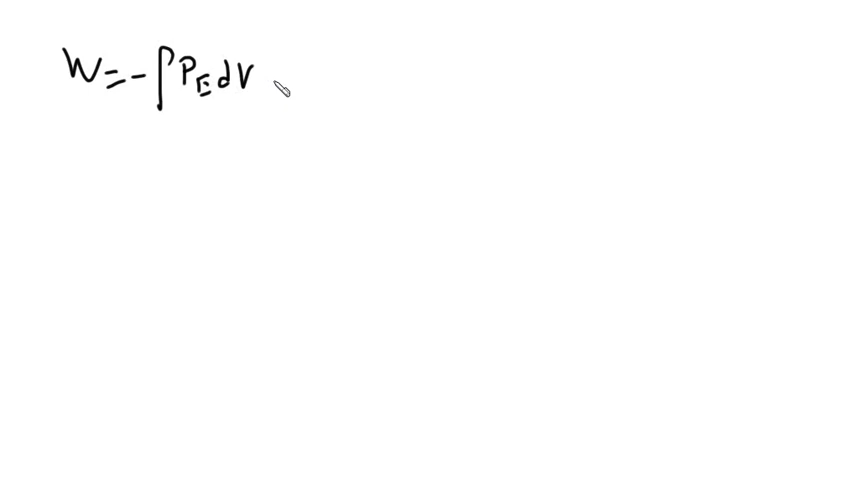 W = - ∫ P_E dV